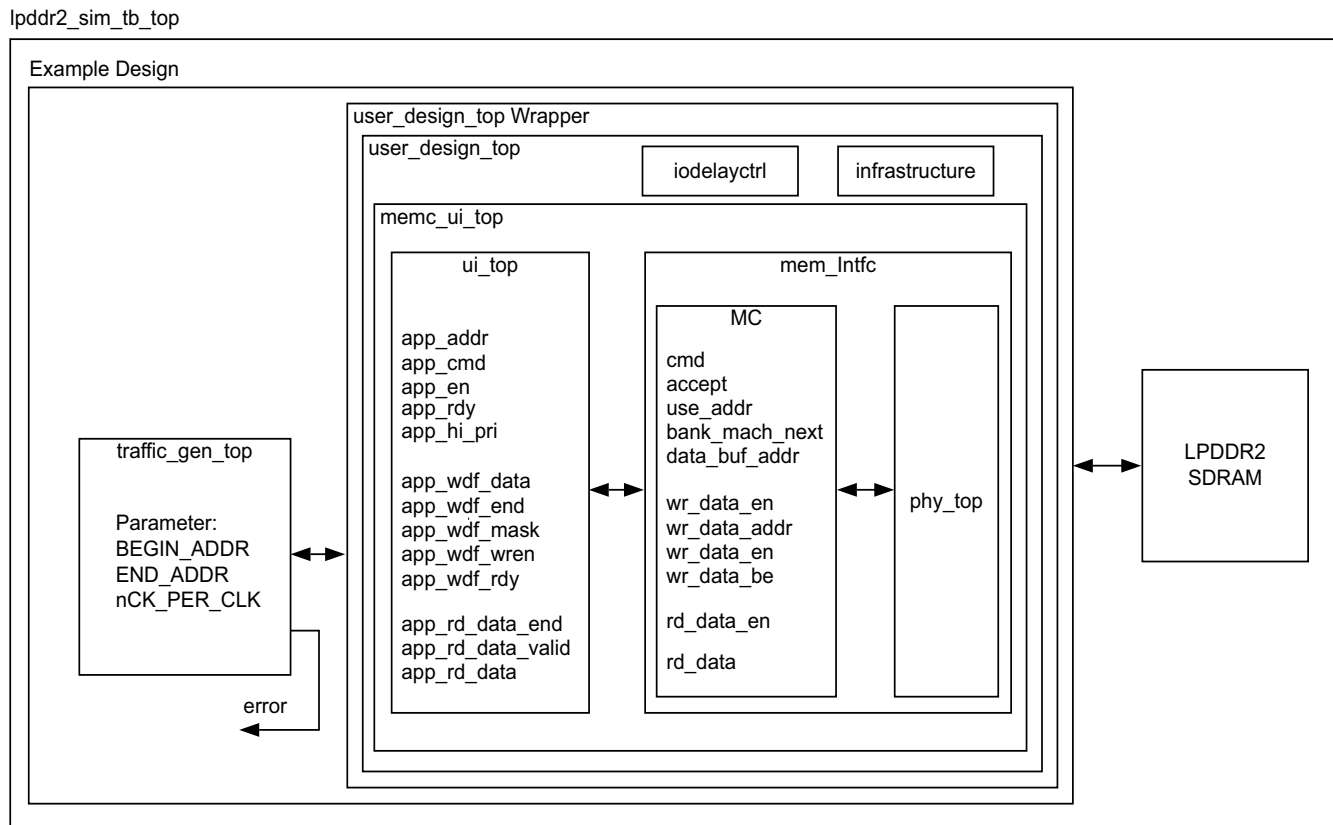 lpddr2_sim_tb_top
Example Design
user_design_top Wrapper
user_design_top
iodelayctrl
infrastructure
memc_ui_top
ui_top
app_addr
app_cmd
app_en
app_rdy
app_hi_pri
app_wdf_data
app_wdf_end
app_wdf_mask
app_wdf_wren
app_wdf_rdy
app_rd_data_end
app_rd_data_valid
app_rd_data
mem_Intfc
MC
cmd
accept
use_addr
bank_mach_next
data_buf_addr
wr_data_en
wr_data_addr
wr_data_en
wr_data_be
rd_data_en
rd_data
phy_top
traffic_gen_top
Parameter:
BEGIN_ADDR
END_ADDR
nCK_PER_CLK
error
LPDDR2
SDRAM